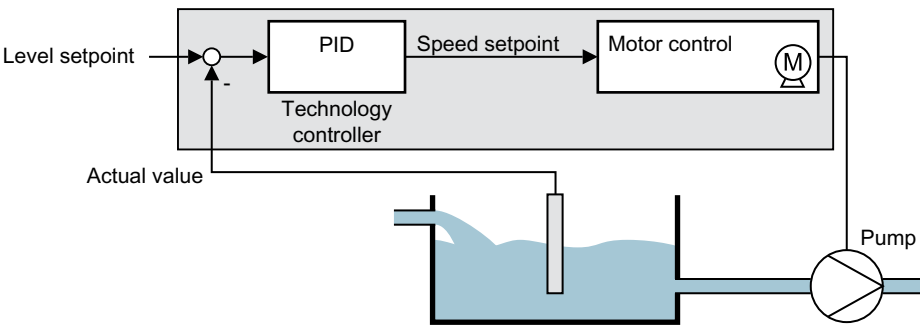 PID
Level setpoint
Speed setpoint
Motor control
M
-
Technology
controller
Actual value
Pump